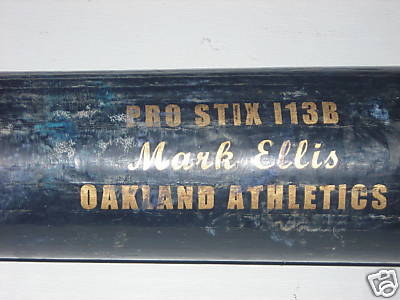 PRO STIX I13B
Mark Ellis
OAKLAND ATHLETICS